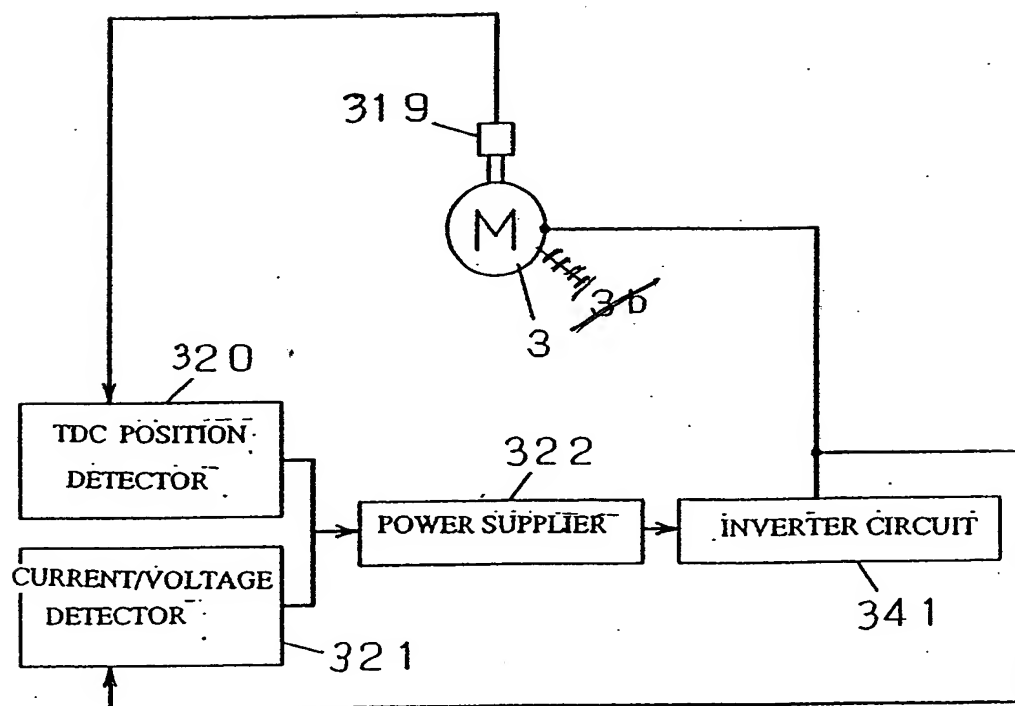 319
M
3b
3
320
TDC POSITION
DETECTOR
322
POWER SUPPLIER
INVERTER CIRCUIT
341
CURRENT/VOLTAGE
DETECTOR
321